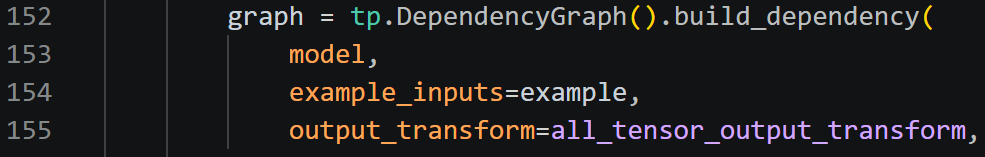 152 graph = tp.DependencyGraph().build_dependency(
153 model,
154 example_inputs=example,
155 output_transform=all_tensor_output_transform,